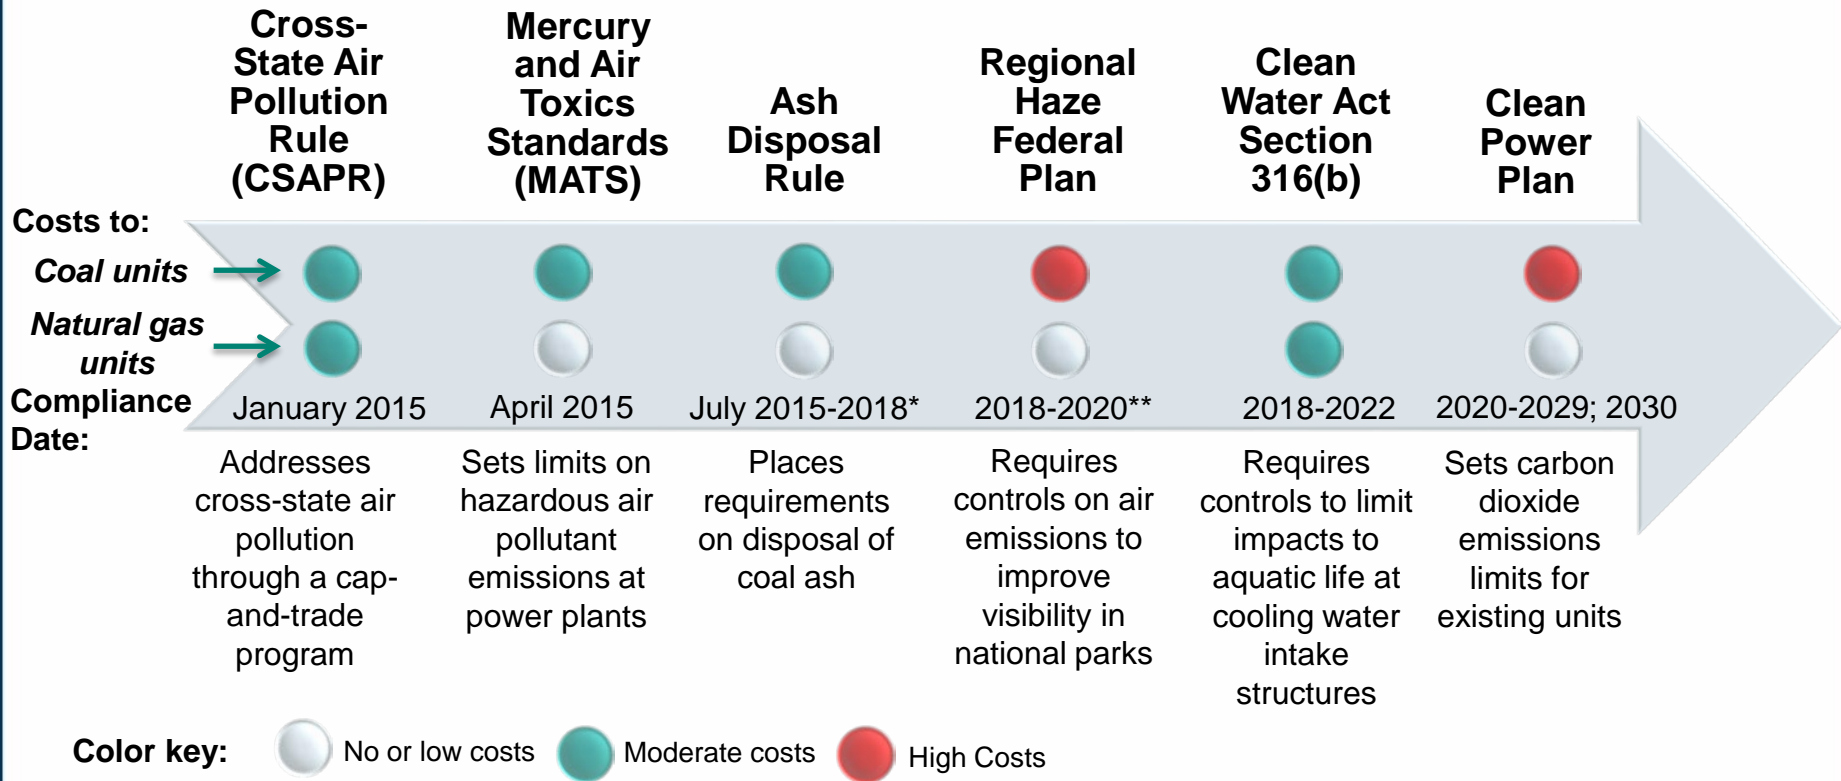 Cross-
State Air
Pollution
Rule
(CSAPR)
Mercury
and Air
Toxics
Standards
(MATS)
Ash
Disposal
Rule
Regional
Haze
Federal
Plan
Clean
Water Act
Section
316(b)
Clean
Power
Plan
Costs to:
Coal units
Natural gas
units
Compliance
Date:
January 2015
April 2015
July 2015-2018*
2018-2020**
2018-2022
2020-2029; 2030
Addresses
cross-state air
pollution
through a cap-
and-trade
program
Sets limits on
hazardous air
pollutant
emissions at
power plants
Places
requirements
on disposal of
coal ash
Requires
controls on air
emissions to
improve
visibility in
national parks
Requires
controls to limit
impacts to
aquatic life at
cooling water
intake
structures
Sets carbon
dioxide
emissions
limits for
existing units
Color key:
No or low costs
Moderate costs
High Costs